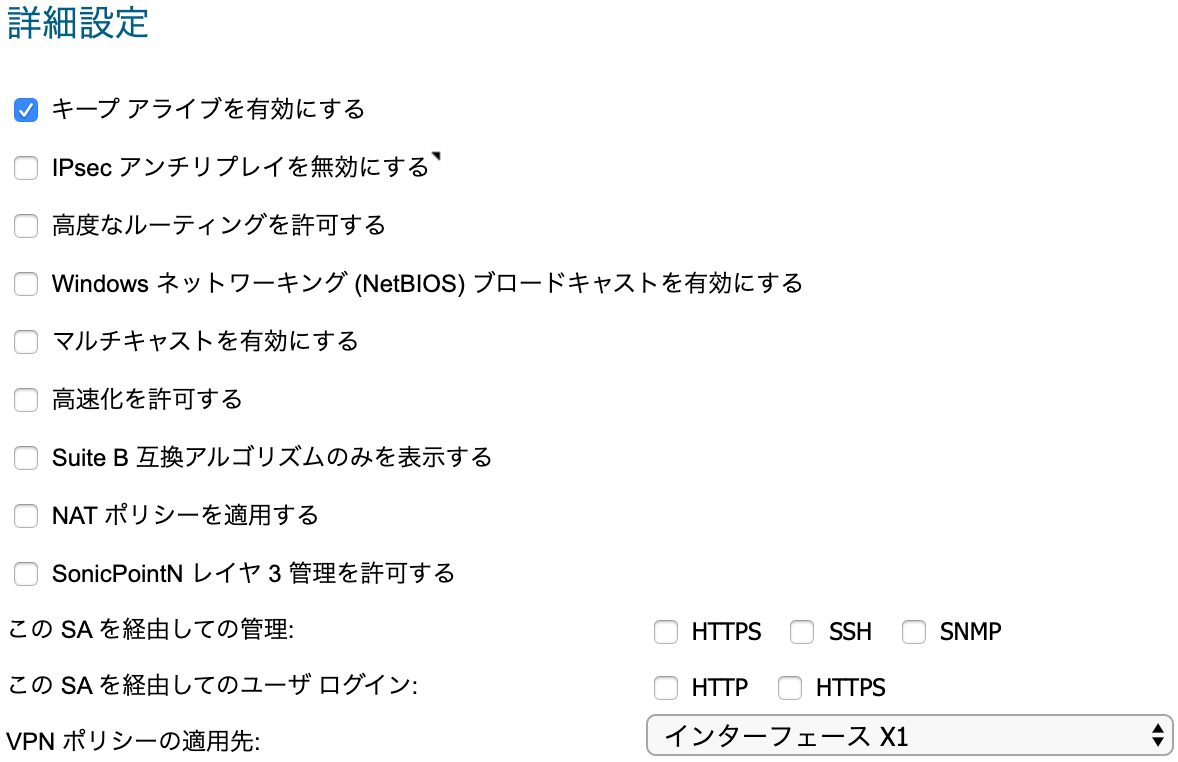 詳細設定
キープ アライブを有効にする
IPsec アンチリプレイを無効にする
高度なルーティングを許可する
Windows ネットワーキング (NetBIOS) ブロードキャストを有効にする
マルチキャストを有効にする
高速化を許可する
Suite B 互換アルゴリズムのみを表示する
NAT ポリシーを適用する
SonicPointN レイヤ 3 管理を許可する
この SA を経由しての管理: HTTPS SSH SNMP
この SA を経由してのユーザ ログイン: HTTP HTTPS
VPN ポリシーの適用先: インターフェース X1